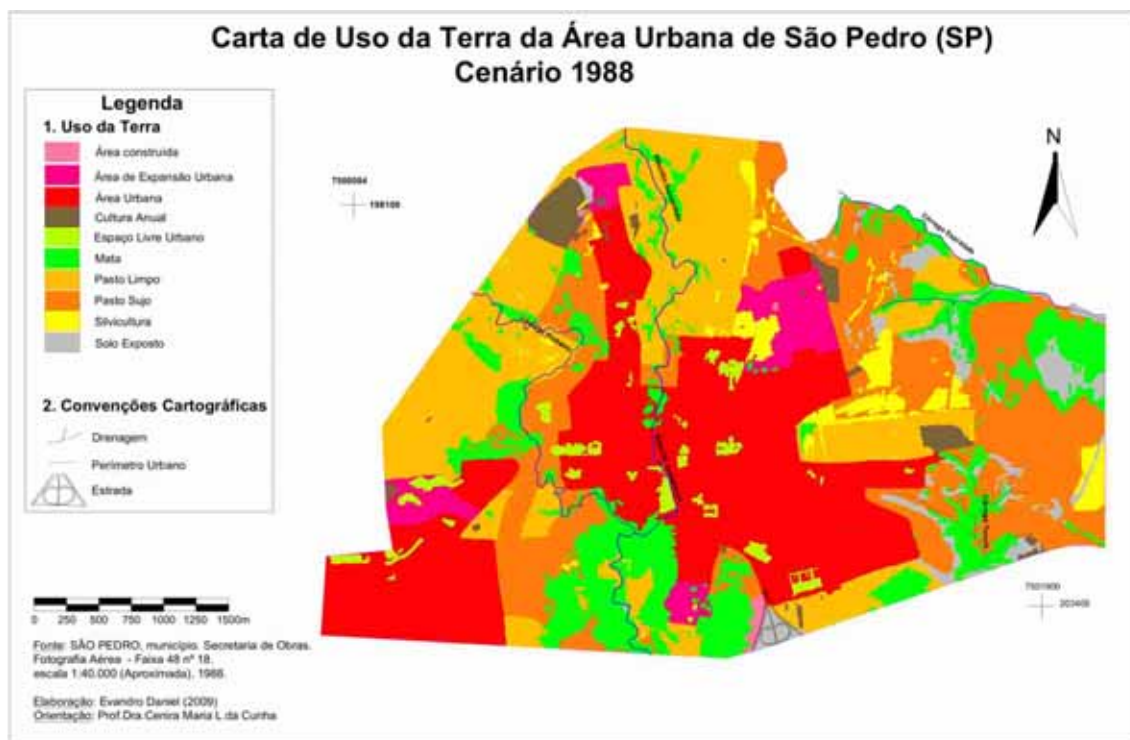 Carta de Uso da Terra da Área Urbana de São Pedro (SP)
Cenário 1988
Legenda
1. Uso da Terra
Área construída
Área de Expansão Urbana
Área Urbana
Cultura Anual
Espaço Livre Urbano
Mata
Pasto Limpo
Pasto Sujo
Silvicultura
Solo Exposto
2. Convenções Cartográficas
Drenagem
Perímetro Urbano
Estrada
N
0 250 500 750 1000 1250 1500m
Fonte: SÃO PEDRO, município. Secretaria de Obras.
Fotografia Aérea - Faixa 48 nº 18.
escala 1:40.000 (Aproximada), 1988.
Elaboração: Evandro Daniel (2009)
Orientação: Prof.Dra.Cenira Maria L.da Cunha